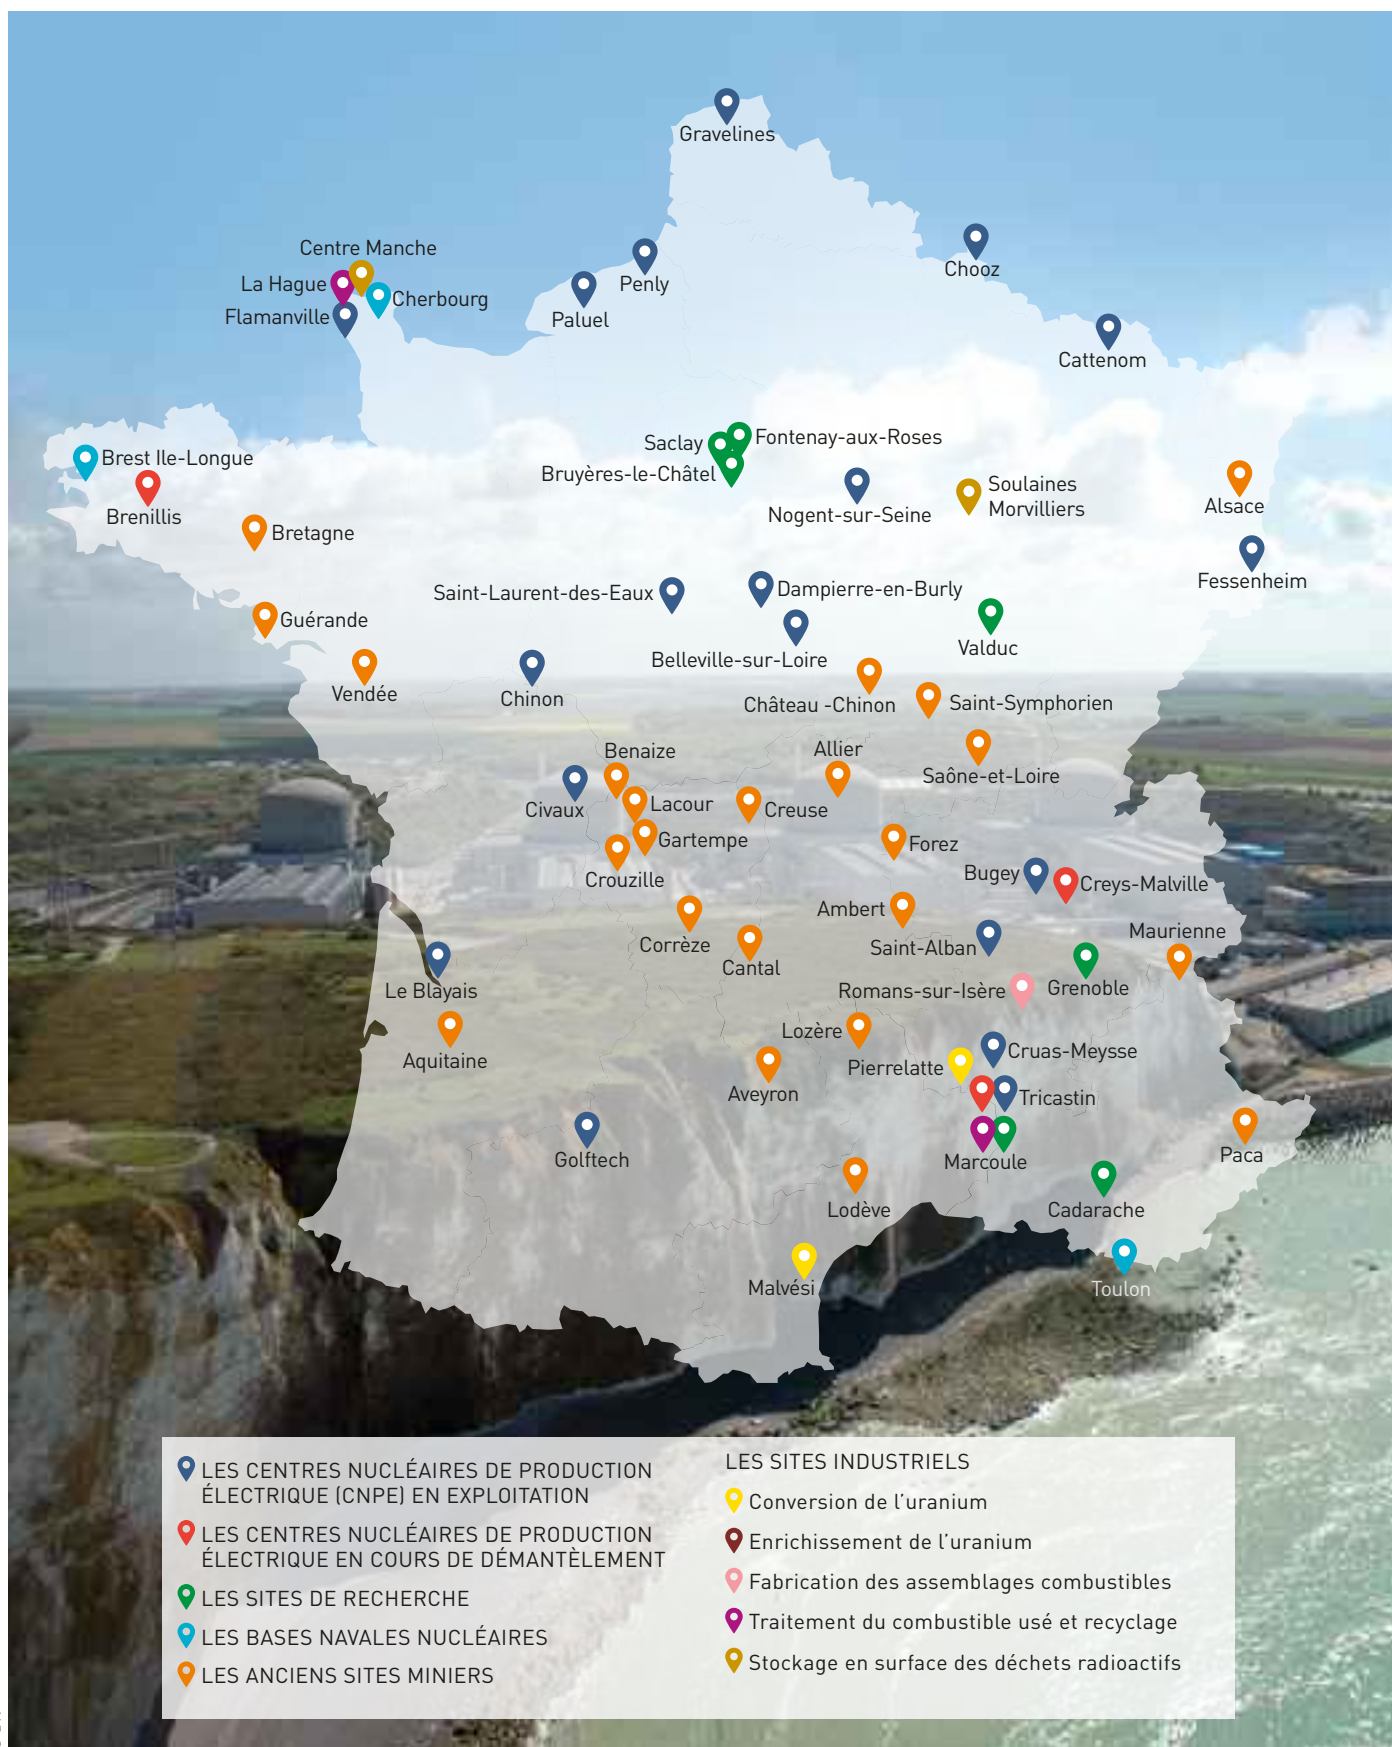 Gravelines
Chooz
Centre Manche
La Hague
Penly
Cherbourg
Flamanville
Paluel
Cattenom
Fontenay-aux-Roses
Saclay
Brest Ile-Longue
Bruyères-le-Châtel
Soulaines
Morvilliers
Alsace
Brenillis
Nogent-sur-Seine
Bretagne
Fessenheim
Saint-Laurent-des-Eaux
Dampierre-en-Burly
Guérande
Valduc
Belleville-sur-Loire
Vendée
Chinon
Château -Chinon
Saint-Symphorien
Benaize
Allier
Saône-et-Loire
Civaux
Lacour
Creuse
Gartempe
Forez
Crouzille
Bugey
Creys-Malville
Ambert
Maurienne
Corrèze
Saint-Alban
Cantal
Le Blayais
Romans-sur-Isère
Grenoble
Lozère
Cruas-Meysse
Aquitaine
Pierrelatte
Aveyron
Tricastin
Golftech
Marcoule
Paca
Lodève
Cadarache
Malvési
Toulon
LES CENTRES NUCLÉAIRES DE PRODUCTION
ÉLECTRIQUE (CNPE) EN EXPLOITATION
LES CENTRES NUCLÉAIRES DE PRODUCTION
ÉLECTRIQUE EN COURS DE DÉMANTÈLEMENT
LES SITES DE RECHERCHE
LES BASES NAVALES NUCLÉAIRES
LES ANCIENS SITES MINIERS
LES SITES INDUSTRIELS
Conversion de l'uranium
Enrichissement de l'uranium
Fabrication des assemblages combustibles
Traitement du combustible usé et recyclage
Stockage en surface des déchets radioactifs